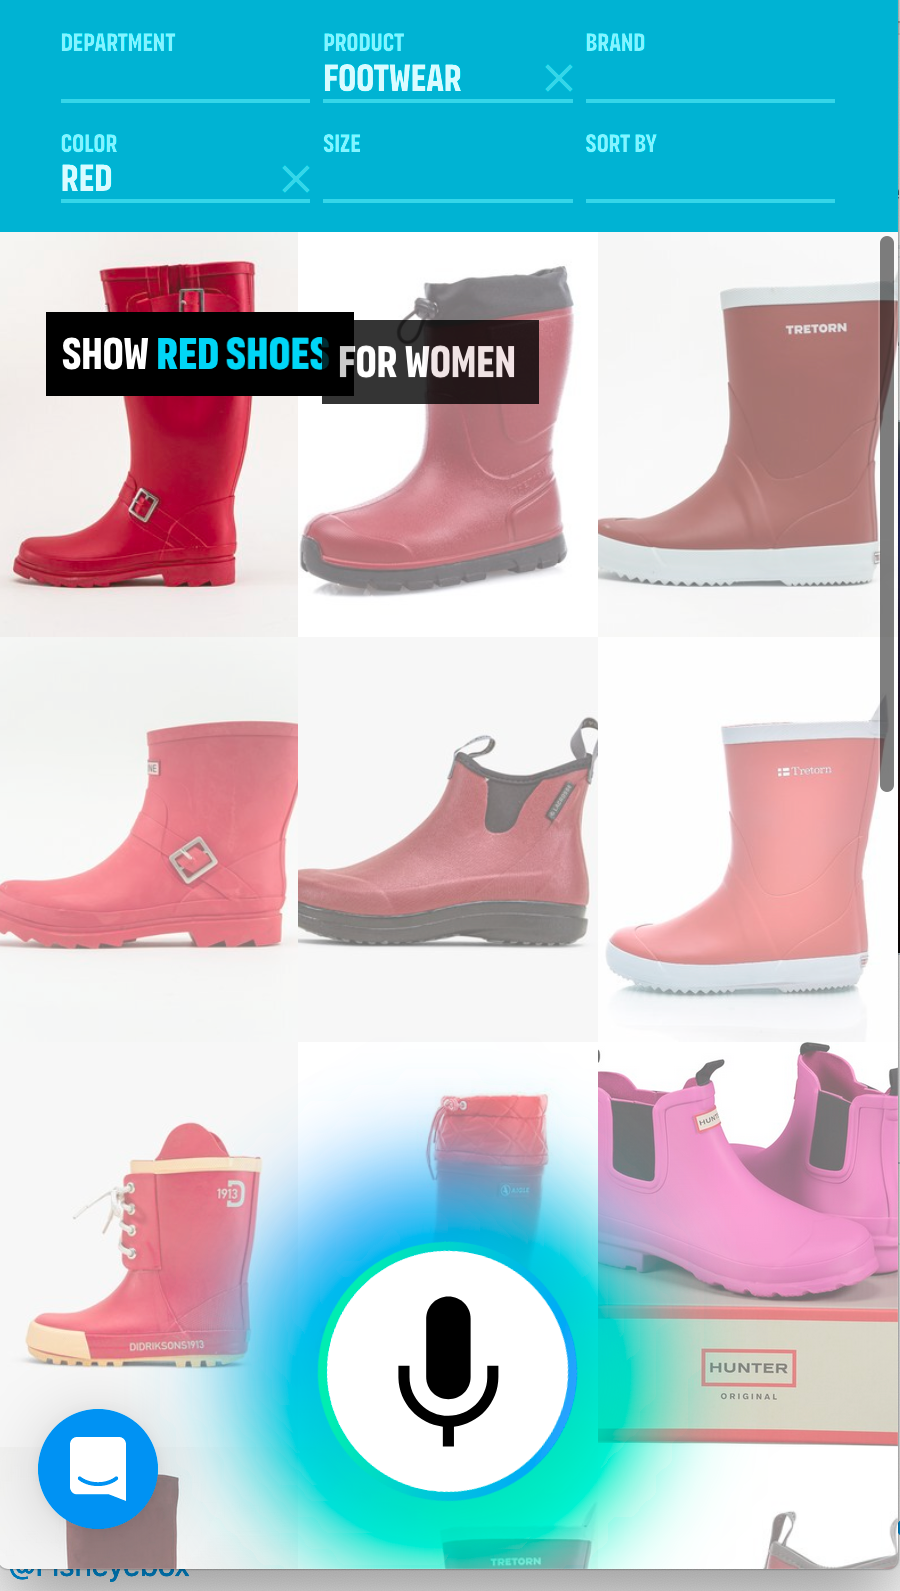 DEPARTMENT
PRODUCT
BRAND
FOOTWEAR
COLOR
SIZE
SORT BY
RED
TRETORN
SHOW RED SHOES
FOR WOMEN
Tretorn
1913
D
DIDRIKSONS1913
HUNTER
ORIGINAL
TRETORN
@Fisheyebox